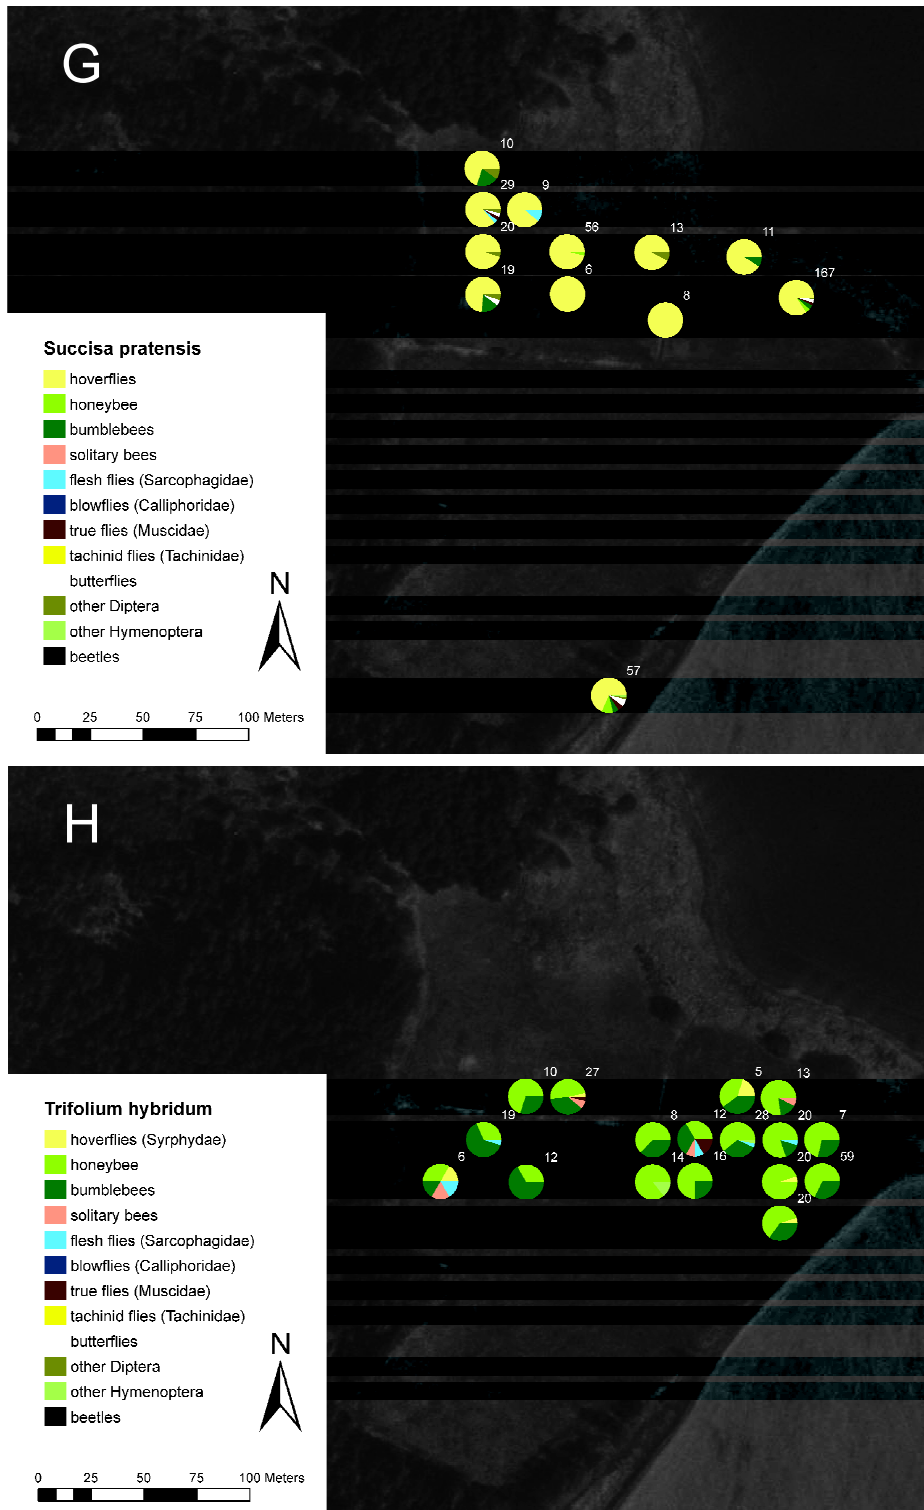 G
10
29 9
20 56 13 11
19 6 8 167
Succisa pratensis
hoverflies
honeybee
bumblebees
solitary bees
flesh flies (Sarcophagidae)
blowflies (Calliphoridae)
true flies (Muscidae)
tachinid flies (Tachinidae)
butterflies
other Diptera
other Hymenoptera
beetles
N
0 25 50 75 100 Meters
57
H
10 27 5 13
19 8 12 28 20 7
6 12 14 16 20 59
20
Trifolium hybridum
hoverflies (Syrphydae)
honeybee
bumblebees
solitary bees
flesh flies (Sarcophagidae)
blowflies (Calliphoridae)
true flies (Muscidae)
tachinid flies (Tachinidae)
butterflies
other Diptera
other Hymenoptera
beetles
N
0 25 50 75 100 Meters